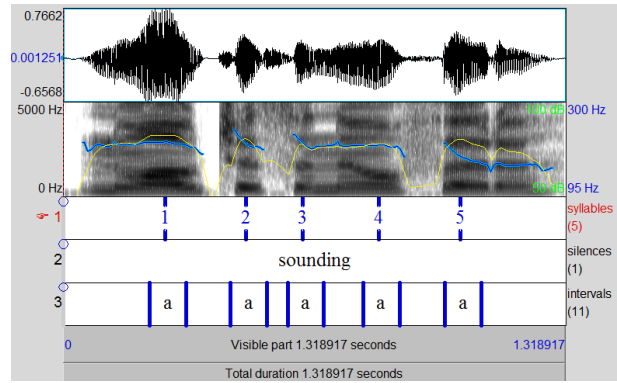 0.7662
0.001251
-0.6568
5000 Hz 130 dB 300 Hz
0 Hz 50 dB 95 Hz
1 1 2 3 4 5 syllables
(5)
2 sounding silences
(1)
3 a a a a a intervals
(11)
0 Visible part 1.318917 seconds 1.318917
Total duration 1.318917 seconds